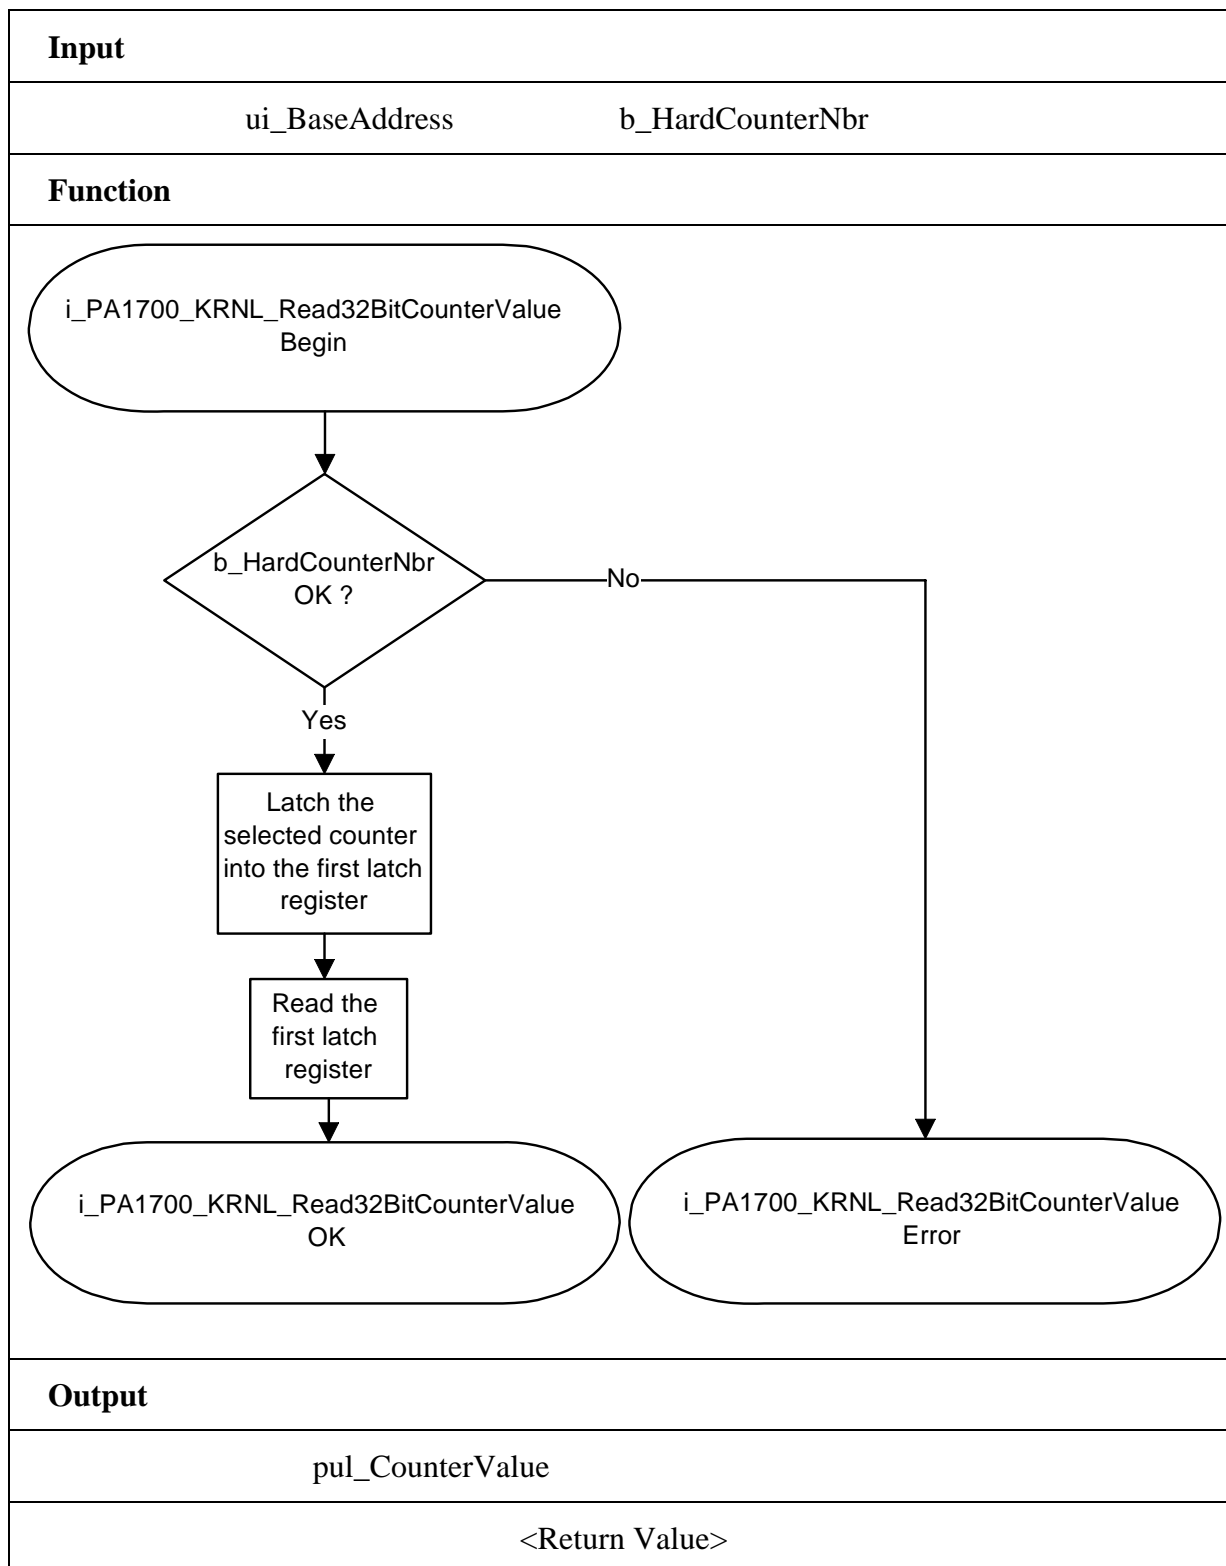 Input
ui_BaseAddress b_HardCounterNbr
Function
i_PA1700_KRNL_Read32BitCounterValue
Begin
b_HardCounterNbr
OK ?
No
Yes
Latch the
selected counter
into the first latch
register
Read the
first latch
register
i_PA1700_KRNL_Read32BitCounterValue
OK
i_PA1700_KRNL_Read32BitCounterValue
Error
Output
pul_CounterValue
<Return Value>